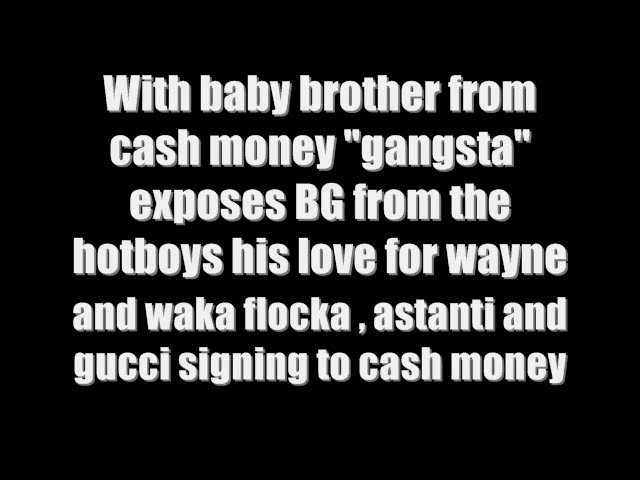 With baby brother from
cash money "gangsta"
exposes BG from the
hotboys his love for wayne
and waka flocka , astanti and
gucci signing to cash money